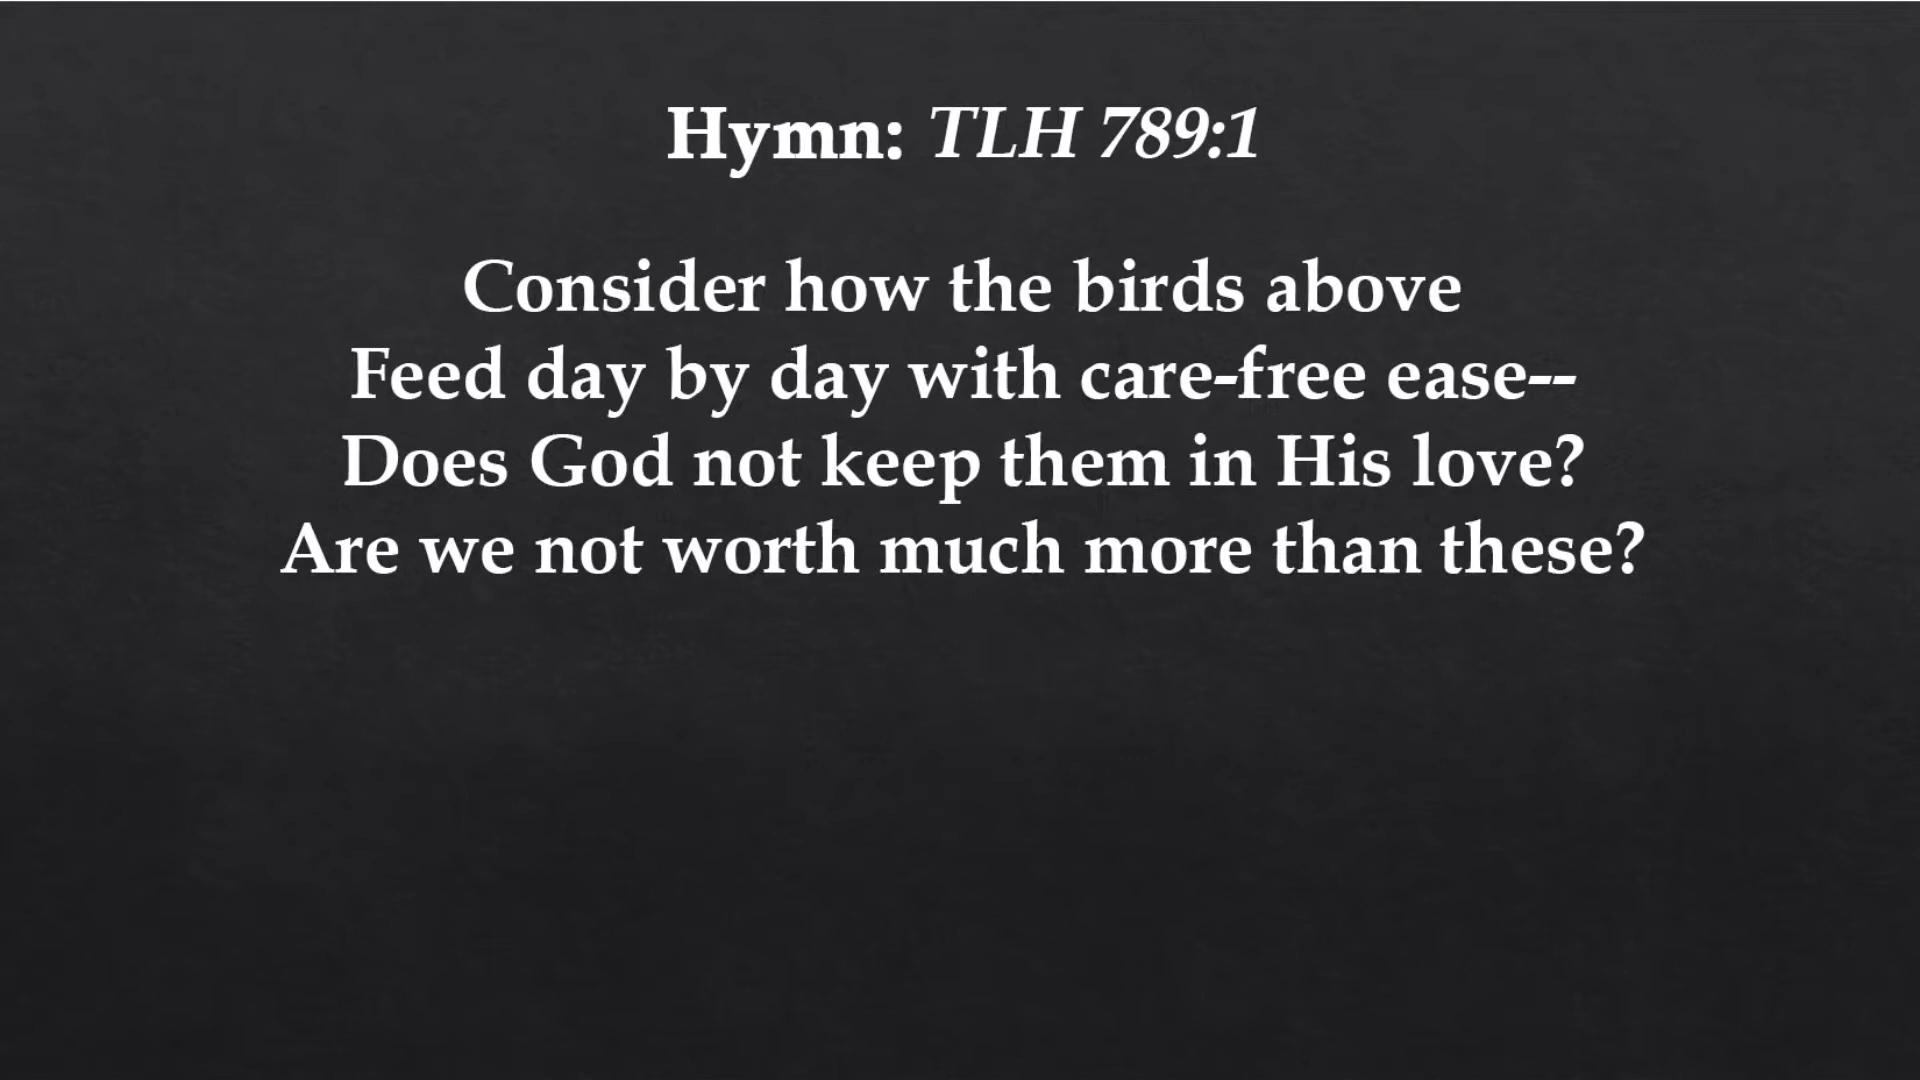 Hymn: TLH 789:1
Consider how the birds above
Feed day by day with care-free ease--
Does God not keep them in His love?
Are we not worth much more than these?